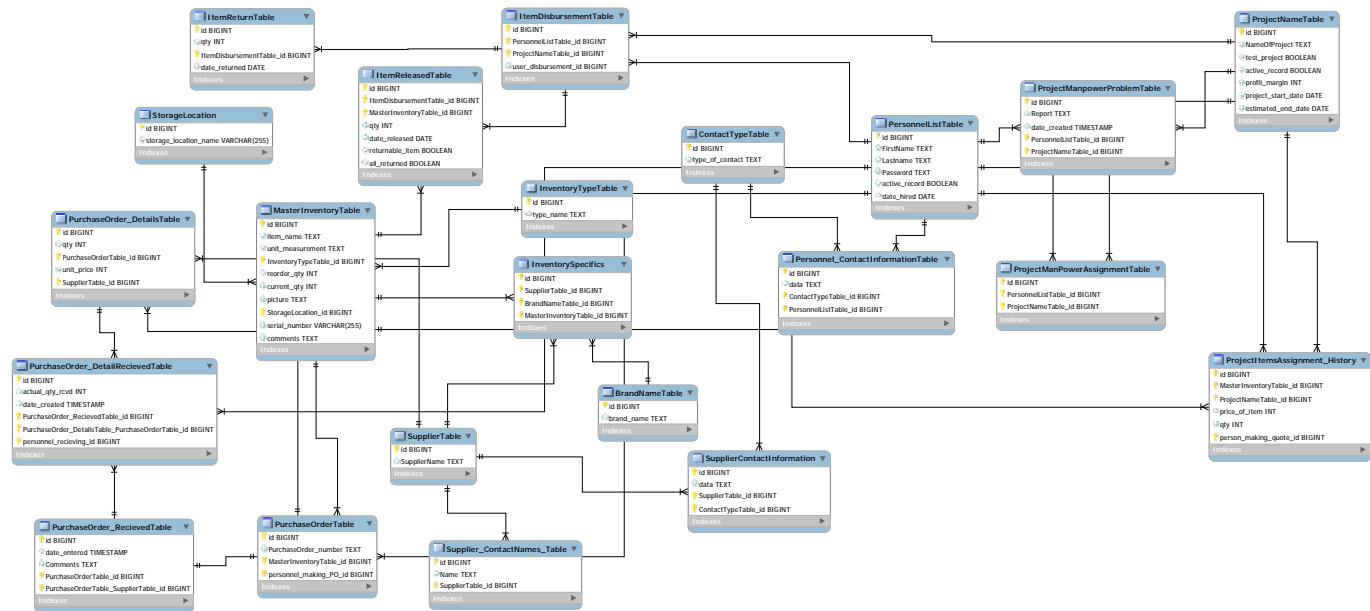 ItemReturnTable
id BIGINT
qty INT
ItemDisbursementTable_id BIGINT
date_returned DATE
Indexes
ItemDisbursementTable
id BIGINT
PersonnelListTable_id BIGINT
ProjectNameTable_id BIGINT
user_disbursement_id BIGINT
Indexes
ProjectNameTable
id BIGINT
NameOfProject TEXT
test_project BOOLEAN
active_record BOOLEAN
profit_margin INT
project_start_date DATE
estimated_end_date DATE
Indexes
ItemReleasedTable
id BIGINT
ItemDisbursementTable_id BIGINT
MasterInventoryTable_id BIGINT
qty INT
date_released DATE
returnable_item BOOLEAN
all_returned BOOLEAN
Indexes
ProjectManpowerProblemTable
id BIGINT
Report TEXT
date_created TIMESTAMP
PersonnelListTable_id BIGINT
ProjectNameTable_id BIGINT
Indexes
StorageLocation
id BIGINT
storage_location_name VARCHAR(255)
Indexes
ContactTypeTable
id BIGINT
type_of_contact TEXT
Indexes
PersonnelListTable
id BIGINT
FirstName TEXT
Lastname TEXT
Password TEXT
active_record BOOLEAN
date_hired DATE
Indexes
InventoryTypeTable
id BIGINT
type_name TEXT
Indexes
PurchaseOrder_DetailsTable
id BIGINT
qty INT
PurchaseOrderTable_id BIGINT
unit_price INT
SupplierTable_id BIGINT
Indexes
MasterInventoryTable
id BIGINT
item_name TEXT
unit_measurement TEXT
InventoryTypeTable_id BIGINT
reorder_qty INT
current_qty INT
picture TEXT
StorageLocation_id BIGINT
serial_number VARCHAR(255)
comments TEXT
Indexes
InventorySpecifics
id BIGINT
SupplierTable_id BIGINT
BrandNameTable_id BIGINT
MasterInventoryTable_id BIGINT
Indexes
Personnel_ContactInformationTable
id BIGINT
data TEXT
ContactTypeTable_id BIGINT
PersonnelListTable_id BIGINT
Indexes
ProjectManPowerAssignmentTable
id BIGINT
PersonnelListTable_id BIGINT
ProjectNameTable_id BIGINT
Indexes
PurchaseOrder_DetailRecievedTable
id BIGINT
actual_qty_rcvd INT
date_created TIMESTAMP
PurchaseOrder_RecievedTable_id BIGINT
PurchaseOrder_DetailsTable_PurchaseOrderTable_id BIGINT
personnel_recieving_id BIGINT
Indexes
BrandNameTable
id BIGINT
brand_name TEXT
Indexes
ProjectItemsAssignment_History
id BIGINT
MasterInventoryTable_id BIGINT
ProjectNameTable_id BIGINT
price_of_item INT
qty INT
person_making_quote_id BIGINT
Indexes
SupplierTable
id BIGINT
SupplierName TEXT
Indexes
SupplierContactInformation
id BIGINT
data TEXT
SupplierTable_id BIGINT
ContactTypeTable_id BIGINT
Indexes
PurchaseOrder_RecievedTable
id BIGINT
date_entered TIMESTAMP
Comments TEXT
PurchaseOrderTable_id BIGINT
PurchaseOrderTable_SupplierTable_id BIGINT
Indexes
PurchaseOrderTable
id BIGINT
PurchaseOrder_number TEXT
MasterInventoryTable_id BIGINT
personnel_making_PO_id BIGINT
Indexes
Supplier_ContactNames_Table
id BIGINT
Name TEXT
SupplierTable_id BIGINT
Indexes